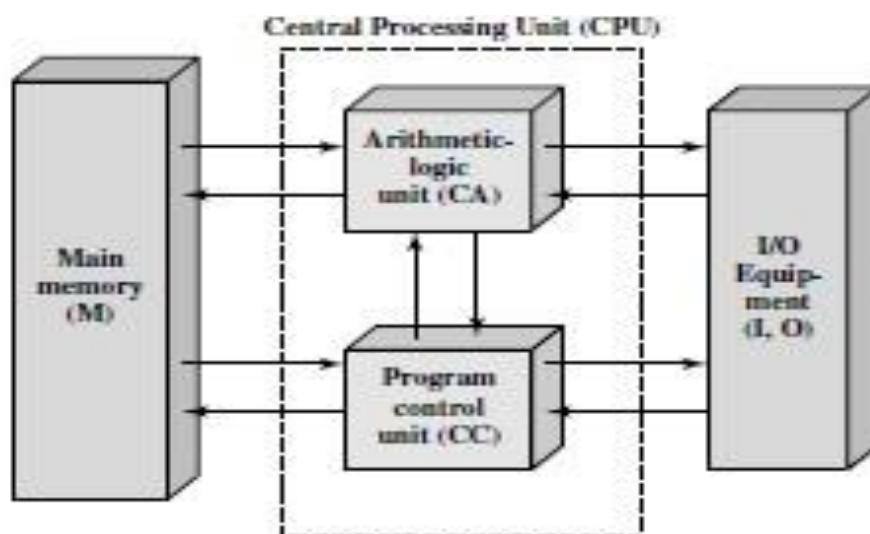 Central Processing Unit (CPU)
Main
memory
(M)
Arithmetic-
logic
unit (CA)
Program
control
unit (CC)
I/O
Equip-
ment
(I, O)